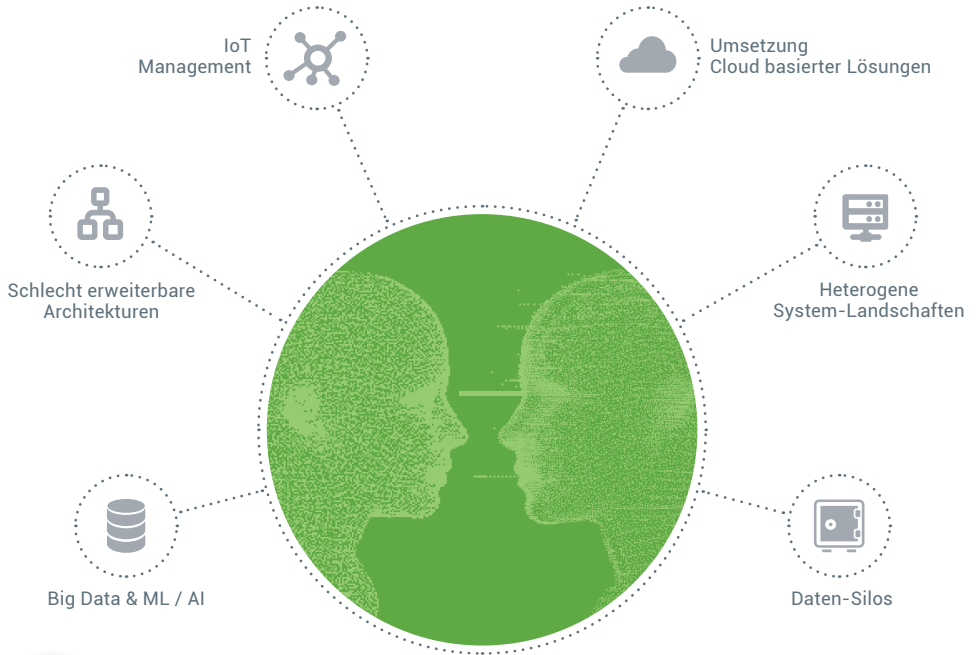 IoT
Management
Umsetzung
Cloud basierter Lösungen
Schlecht erweiterbare
Architekturen
Heterogene
System-Landschaften
Big Data & ML / AI
Daten-Silos